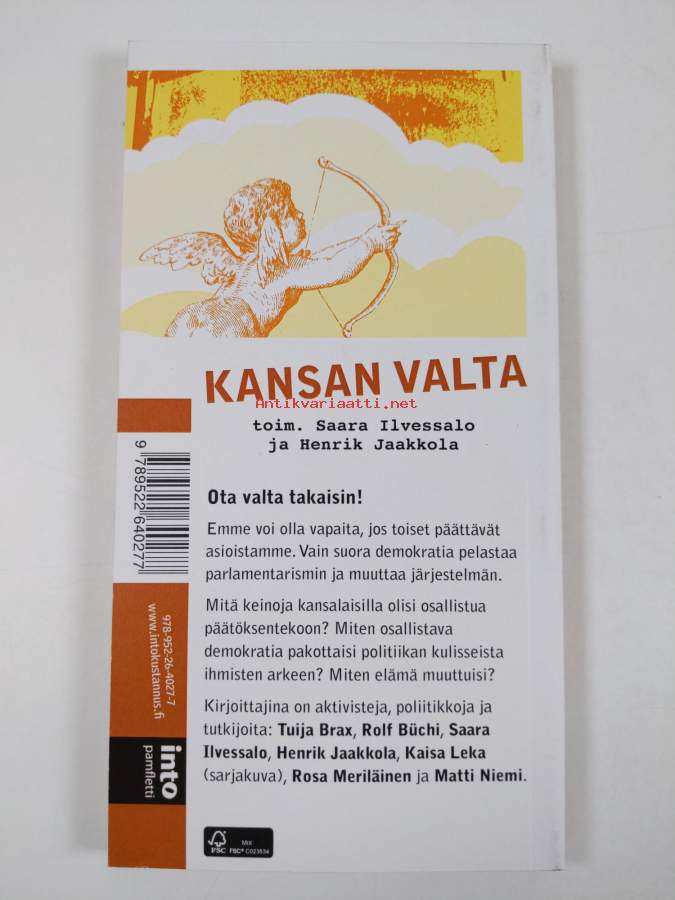 KANSAN VALTA
Antikvariaatti.net
toim. Saara Ilvessalo
ja Henrik Jaakkola
Ota valta takaisin!
Emme voi olla vapaita, jos toiset päättävät
asioistamme. Vain suora demokratia pelastaa
parlamentarismin ja muuttaa järjestelmän.
Mitä keinoja kansalaisilla olisi osallistua
päätöksentekoon? Miten osallistava
demokratia pakottaisi politiikan kulisseista
ihmisten arkeen? Miten elämä muuttuisi?
Kirjoittajina on aktivisteja, poliitikkoja ja
tutkijoita: Tuija Brax, Rolf Büchi, Saara
Ilvessalo, Henrik Jaakkola, Kaisa Leka
(sarjakuva), Rosa Meriläinen ja Matti Niemi.
9 789522 640277
978-952-26-4027-7
www.intokustannus.fi
into
pamfletti
FSC
MIX
FSC® C023534